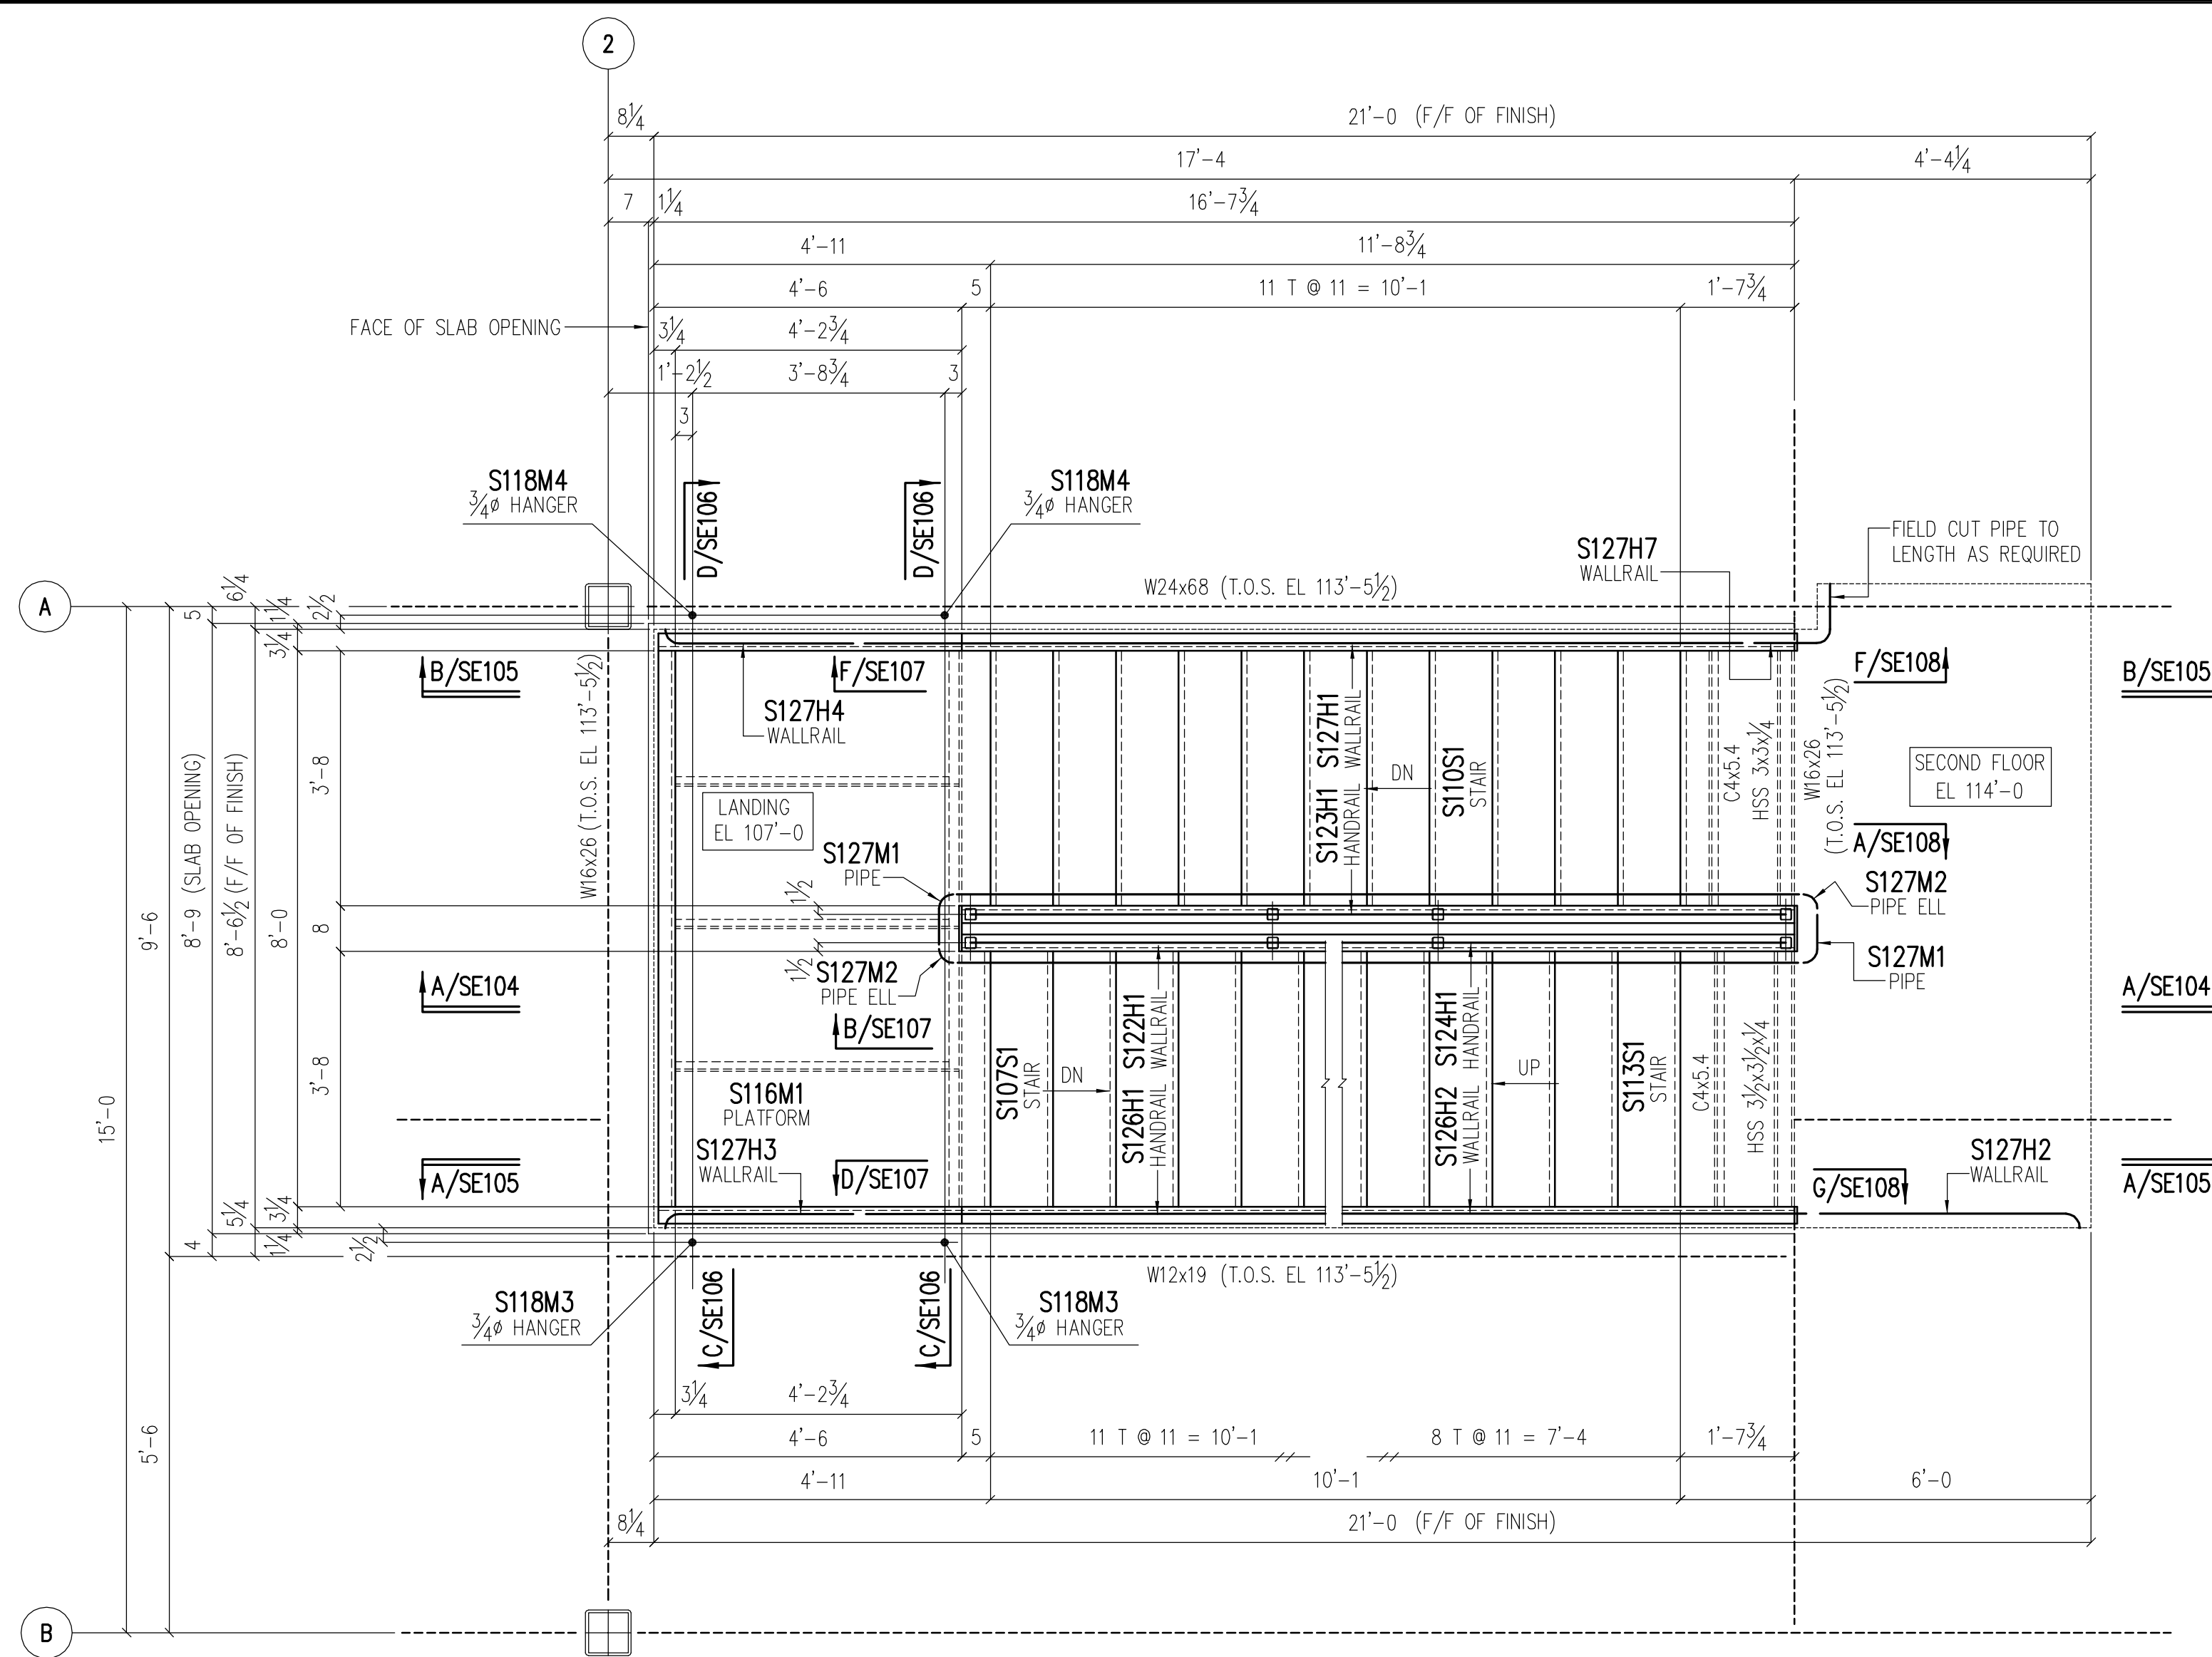 2
8¼
21'-0 (F/F OF FINISH)
17'-4
4'-4¼
7
1¼
16'-7¾
4'-11
11'-8¾
4'-6
5
11 T @ 11 = 10'-1
1'-7¾
FACE OF SLAB OPENING
3¼
4'-2¾
1'-2½
3'-8¾
3
3
S118M4
¾ø HANGER
D/SE106
D/SE106
S118M4
¾ø HANGER
S127H7
WALLRAIL
FIELD CUT PIPE TO
LENGTH AS REQUIRED
W24x68 (T.O.S. EL 113'-5½)
A
5
6¼
1¼
3¼
2½
B/SE105
F/SE107
F/SE108
B/SE105
S127H4
WALLRAIL
W16x26 (T.O.S. EL 113'-5½)
LANDING
EL 107'-0
S123H1
HANDRAIL
S127H1
WALLRAIL
DN
S110S1
STAIR
C4x5.4
HSS 3x3x¼
W16x26
(T.O.S. EL 113'-5½)
SECOND FLOOR
EL 114'-0
A/SE108
S127M1
PIPE
S127M2
PIPE ELL
1½
1½
15'-0
9'-6
8'-9 (SLAB OPENING)
8'-6½ (F/F OF FINISH)
8'-0
3'-8
8
3'-8
A/SE104
S127M2
PIPE ELL
S127M1
PIPE
A/SE104
B/SE107
S107S1
STAIR
DN
S126H1
HANDRAIL
S122H1
WALLRAIL
S126H2
WALLRAIL
S124H1
HANDRAIL
UP
S113S1
STAIR
C4x5.4
HSS 3½x3½x¼
S116M1
PLATFORM
S127H3
WALLRAIL
A/SE105
D/SE107
G/SE108
S127H2
WALLRAIL
A/SE105
4
5¼
3¼
1¼
2½
W12x19 (T.O.S. EL 113'-5½)
S118M3
¾ø HANGER
C/SE106
C/SE106
S118M3
¾ø HANGER
5'-6
3¼
4'-2¾
4'-6
5
11 T @ 11 = 10'-1
8 T @ 11 = 7'-4
1'-7¾
4'-11
10'-1
6'-0
8¼
21'-0 (F/F OF FINISH)
B